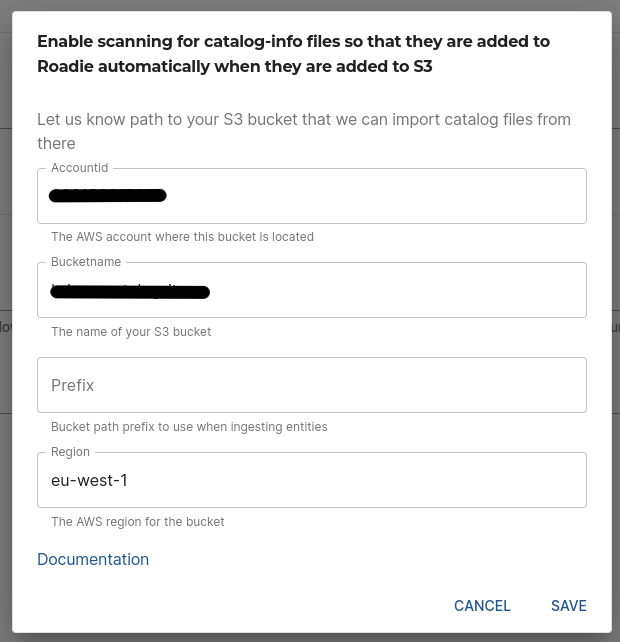 Enable scanning for catalog-info files so that they are added to
Roadie automatically when they are added to S3
Let us know path to your S3 bucket that we can import catalog files from
there
Accountid
The AWS account where this bucket is located
Bucketname
The name of your S3 bucket
Prefix
Bucket path prefix to use when ingesting entities
Region
eu-west-1
The AWS region for the bucket
Documentation
CANCEL SAVE